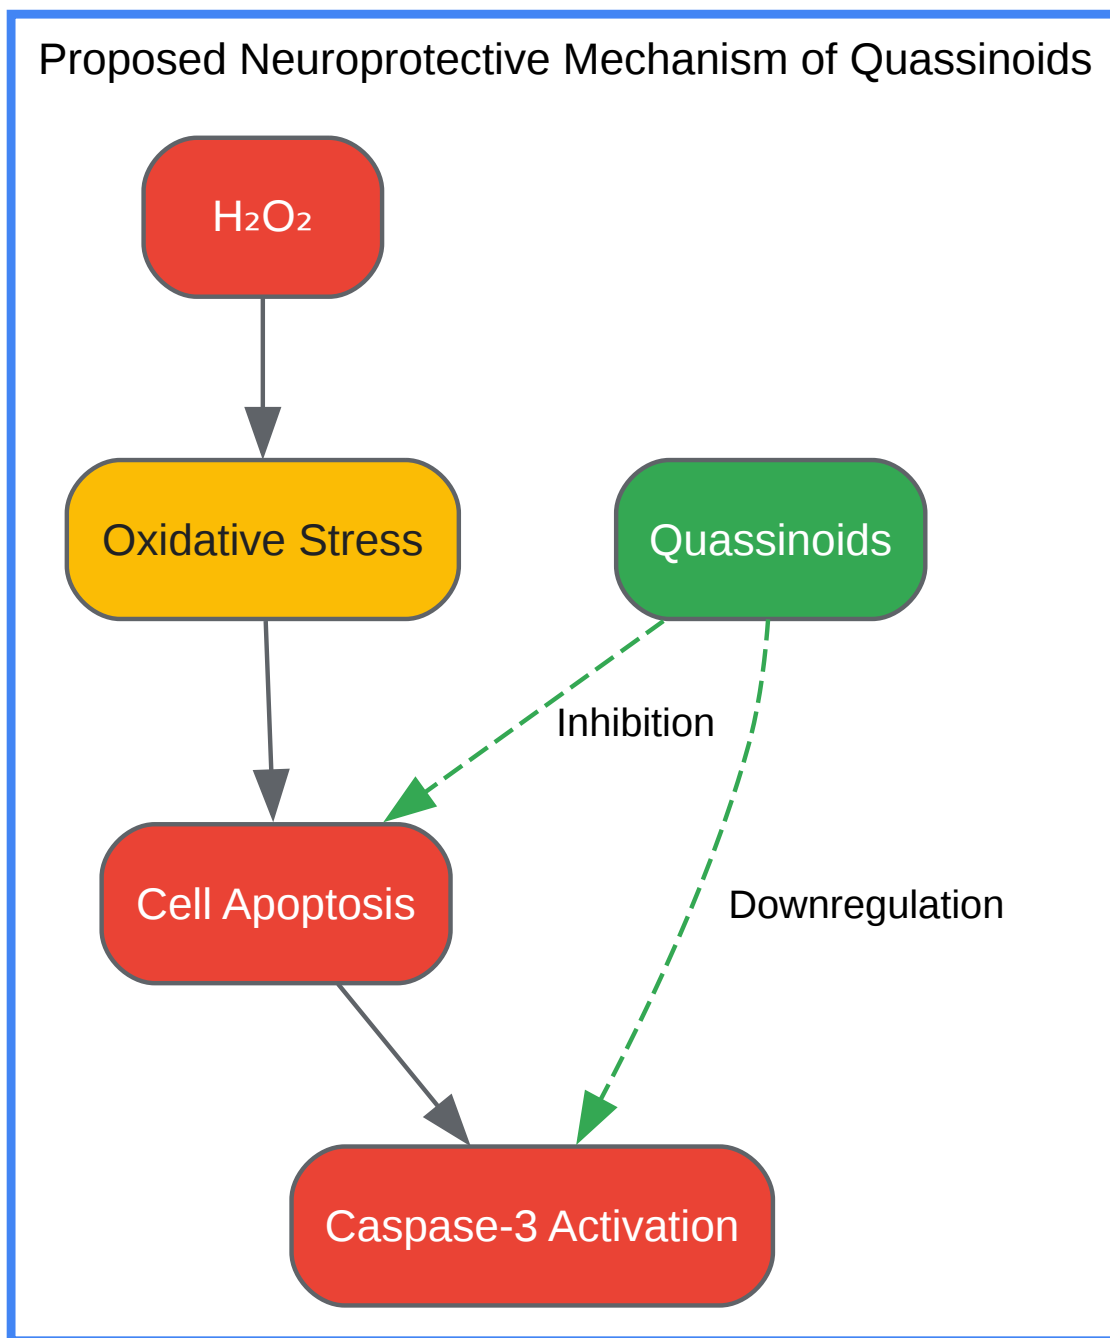 Proposed Neuroprotective Mechanism of Quassinoids
H₂O₂
Oxidative Stress
Quassinoids
Inhibition
Cell Apoptosis
Downregulation
Caspase-3 Activation